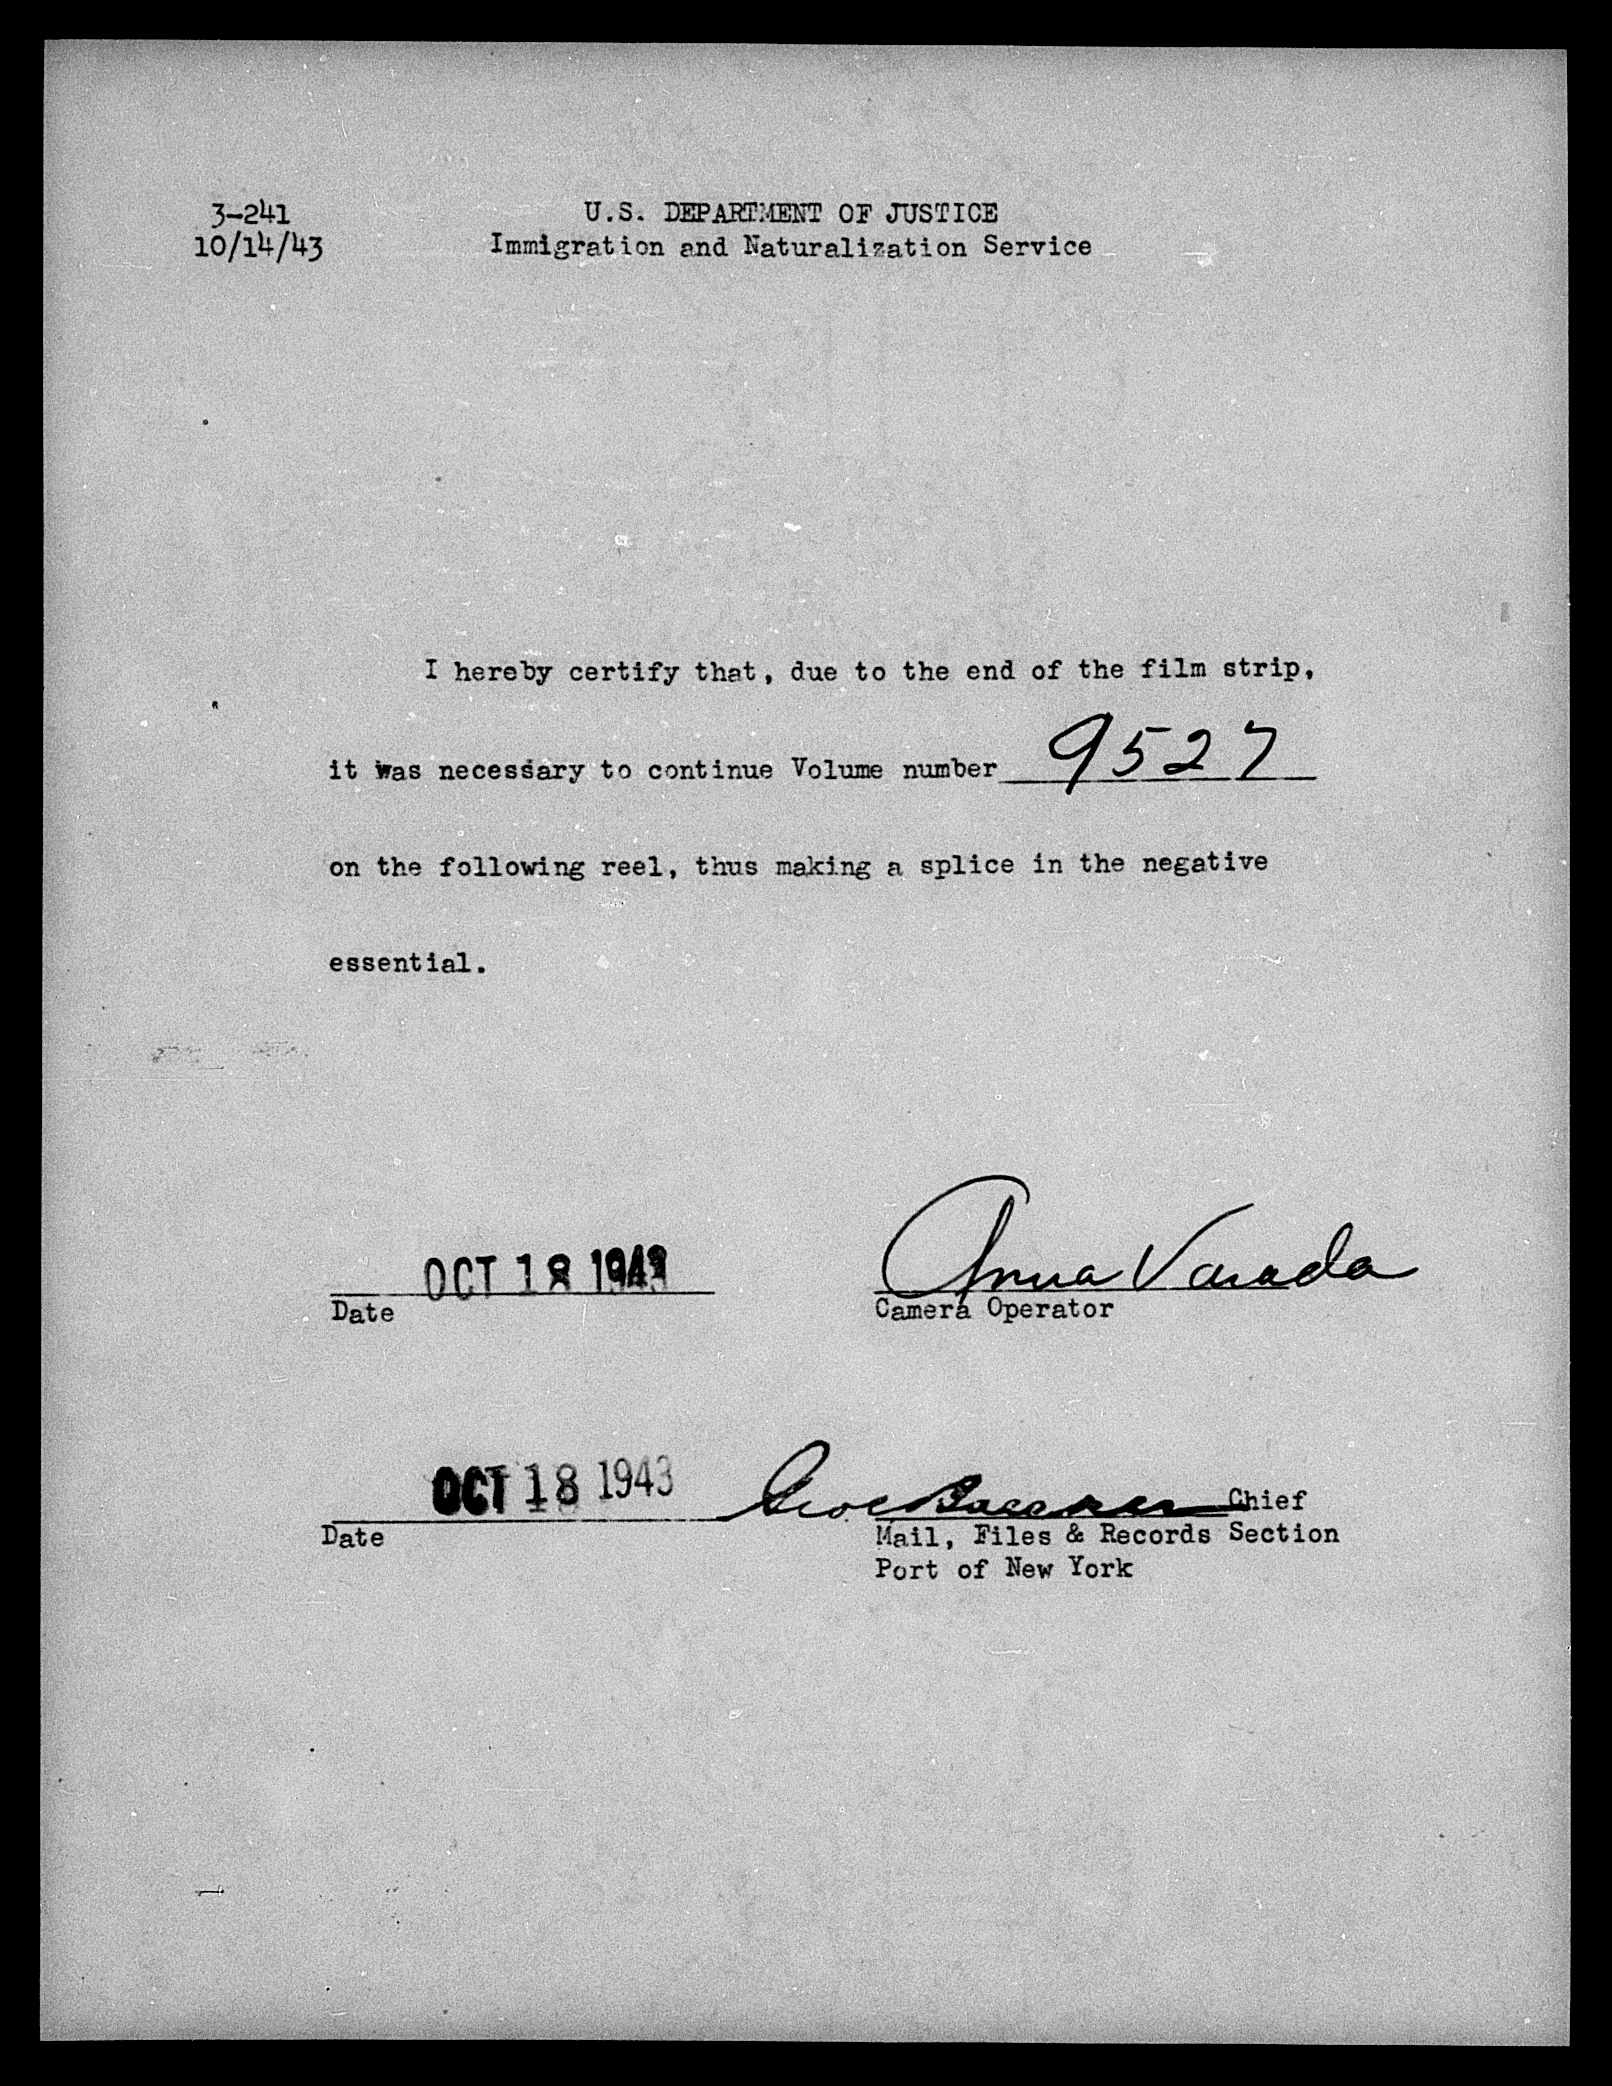 3-241
10/14/43
U.S. DEPARTMENT OF JUSTICE
Immigration and Naturalization Service
I hereby certify that, due to the end of the film strip,
it was necessary to continue Volume number 9527
on the following reel, thus making a splice in the negative
essential.
OCT 18 1943
Date
Anna Varada
Camera Operator
OCT 18 1943
Date
Chief
Mail, Files & Records Section
Port of New York